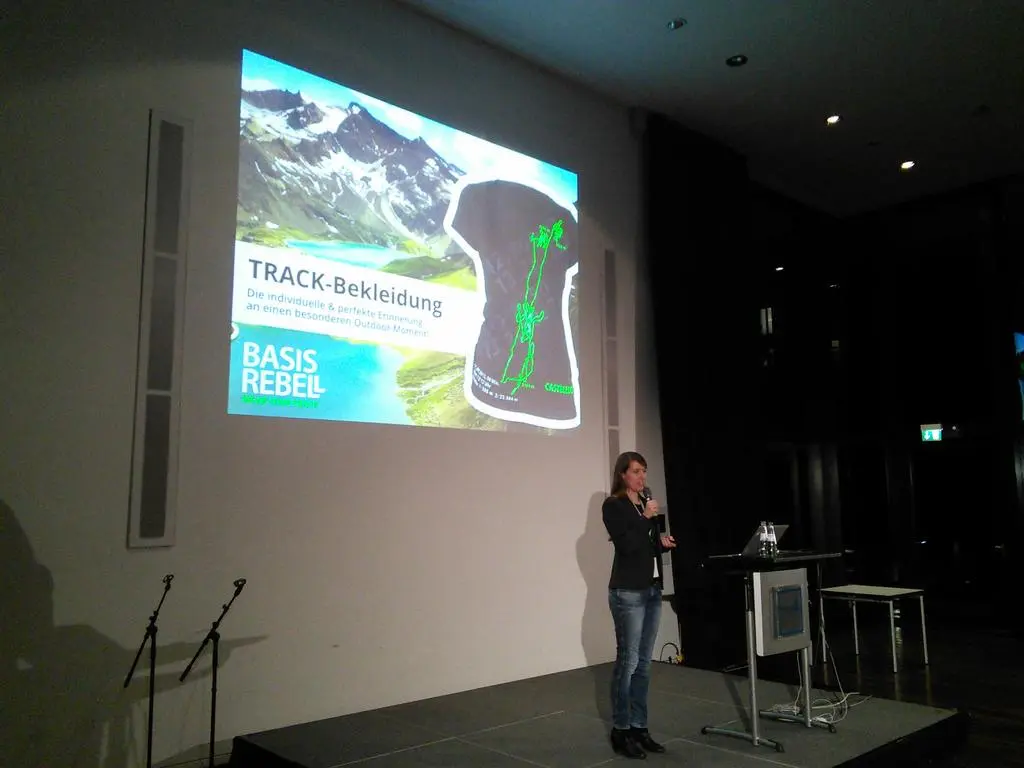 TRACK-Bekleidung
Die individuelle & perfekte Erinnerung
an einen besonderen Outdoor-Moment
BASIS
REBELL